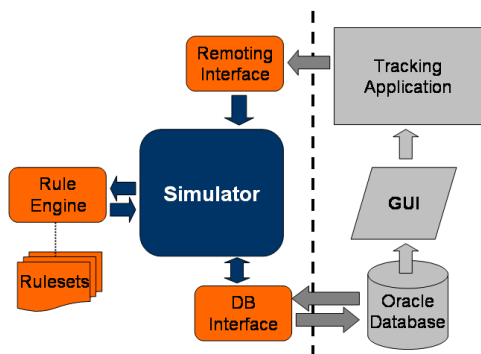 Remoting
Interface
Tracking
Application
Rule
Engine
Simulator
GUI
Rulesets
DB
Interface
Oracle
Database